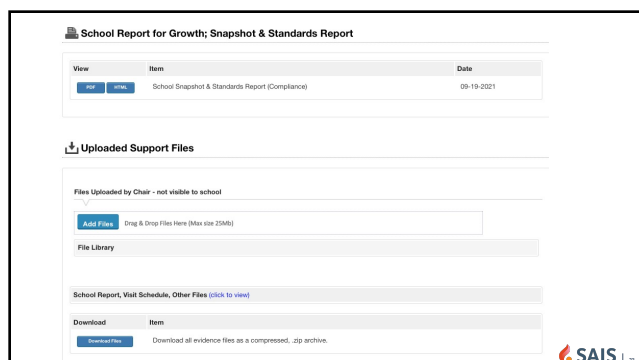 School Report for Growth; Snapshot & Standards Report
View Item Date
PDF HTML School Snapshot & Standards Report (Compliance) 09-19-2021
Uploaded Support Files
Files Uploaded by Chair - not visible to school
Add Files Drag & Drop Files Here (Max size 25Mb)
File Library
School Report, Visit Schedule, Other Files (click to view)
Download Item
Download Files Download all evidence files as a compressed, .zip archive.
SAIS